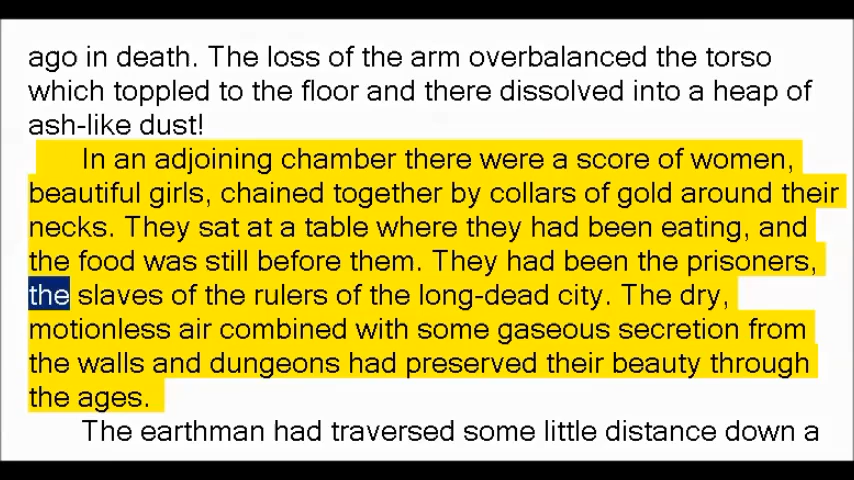 ago in death. The loss of the arm overbalanced the torso
which toppled to the floor and there dissolved into a heap of
ash-like dust!
In an adjoining chamber there were a score of women,
beautiful girls, chained together by collars of gold around their
necks. They sat at a table where they had been eating, and
the food was still before them. They had been the prisoners,
the slaves of the rulers of the long-dead city. The dry,
motionless air combined with some gaseous secretion from
the walls and dungeons had preserved their beauty through
the ages.
The earthman had traversed some little distance down a